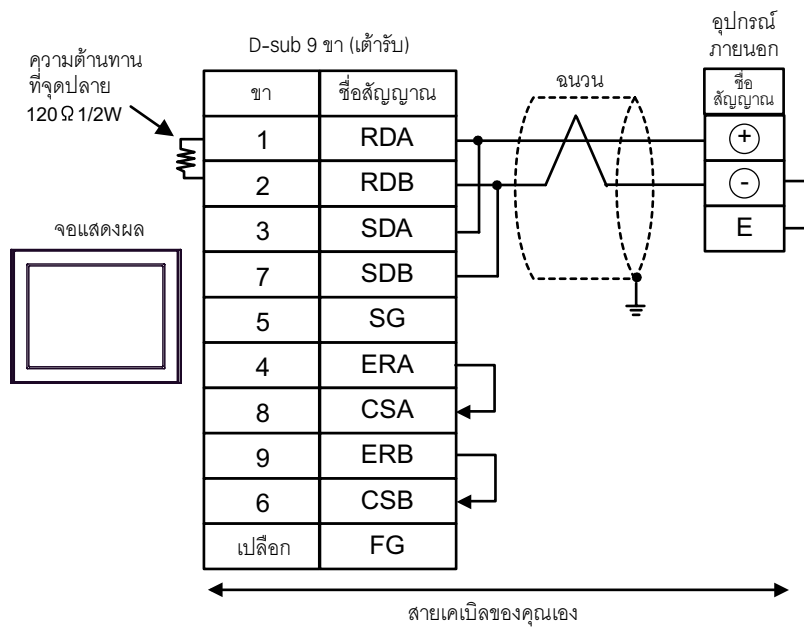 อุปกรณ์
ภายนอก
D-sub 9 ขา (เต้ารับ)
ความต้านทาน
ที่จุดปลาย
120Ω 1/2W
ขา ชื่อสัญญาณ
ฉนวน
ชื่อ
สัญญาณ
1 RDA
+
2 RDB
-
3 SDA
E
จอแสดงผล
7 SDB
5 SG
4 ERA
8 CSA
9 ERB
6 CSB
เปลือก FG
สายเคเบิลของคุณเอง